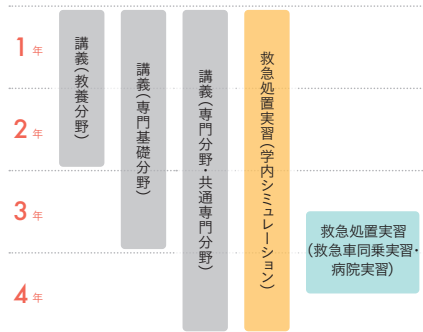 1年
2年
3年
4年
講義(教養分野)
講義(専門基礎分野)
講義(専門分野・共通専門分野)
救急処置実習(学内シミュレーション)
救急処置実習
(救急車同乗実習・
病院実習)